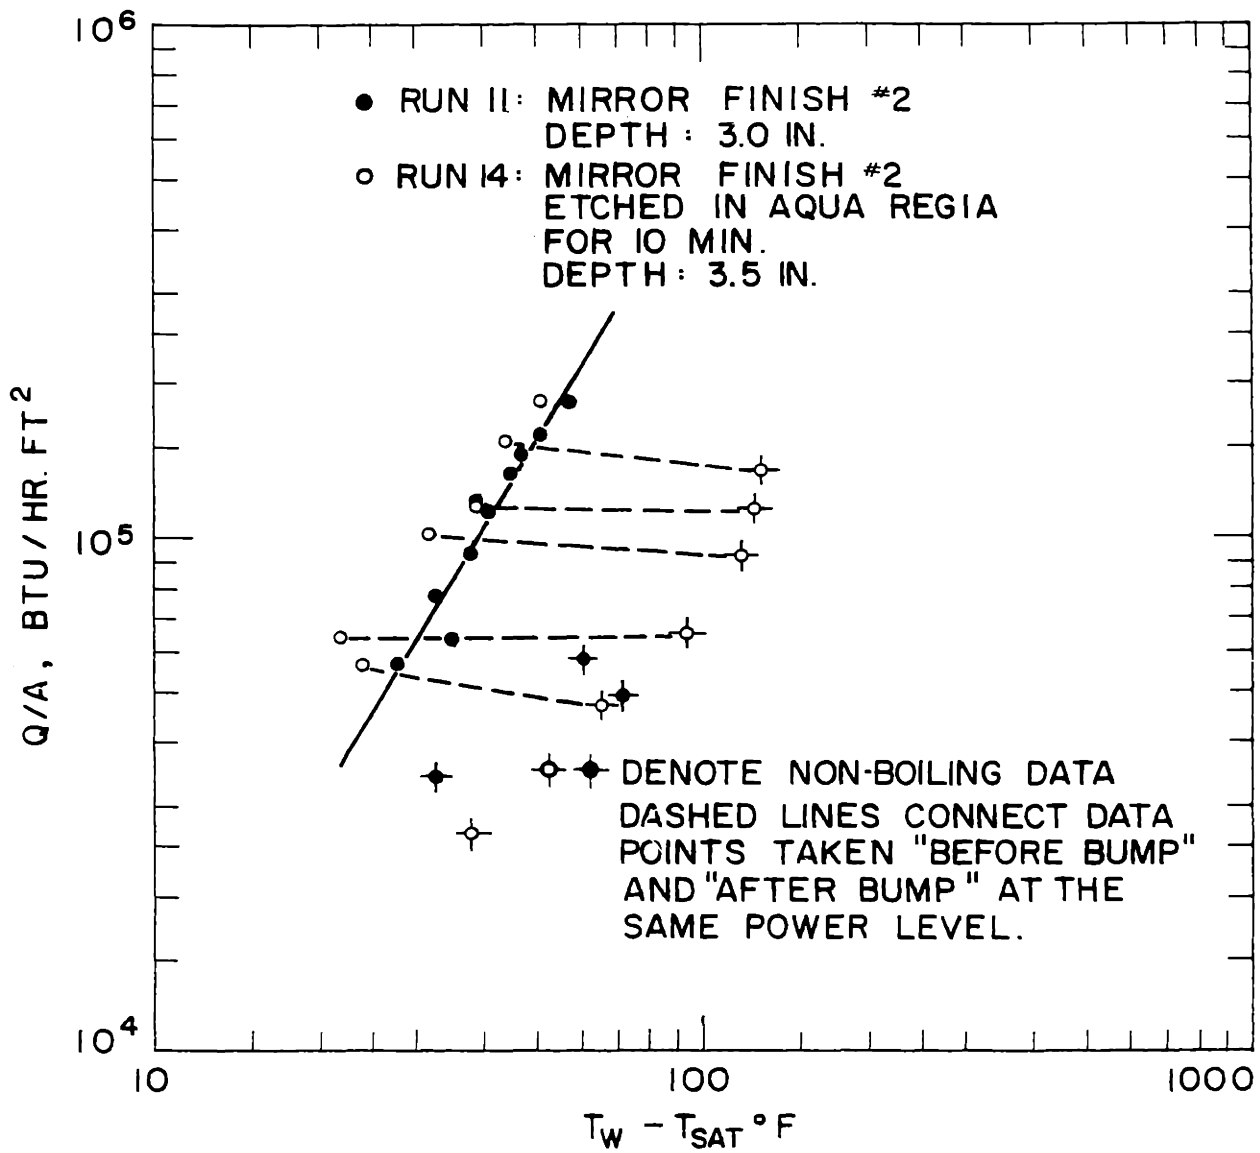 10⁶
● RUN 11: MIRROR FINISH #2
DEPTH: 3.0 IN.
○ RUN 14: MIRROR FINISH #2
ETCHED IN AQUA REGIA
FOR 10 MIN.
DEPTH: 3.5 IN.
Q/A, BTU/HR. FT²
10⁵
DENOTE NON-BOILING DATA
DASHED LINES CONNECT DATA
POINTS TAKEN "BEFORE BUMP"
AND "AFTER BUMP" AT THE
SAME POWER LEVEL.
10⁴
10 100 1000
T_W - T_SAT °F